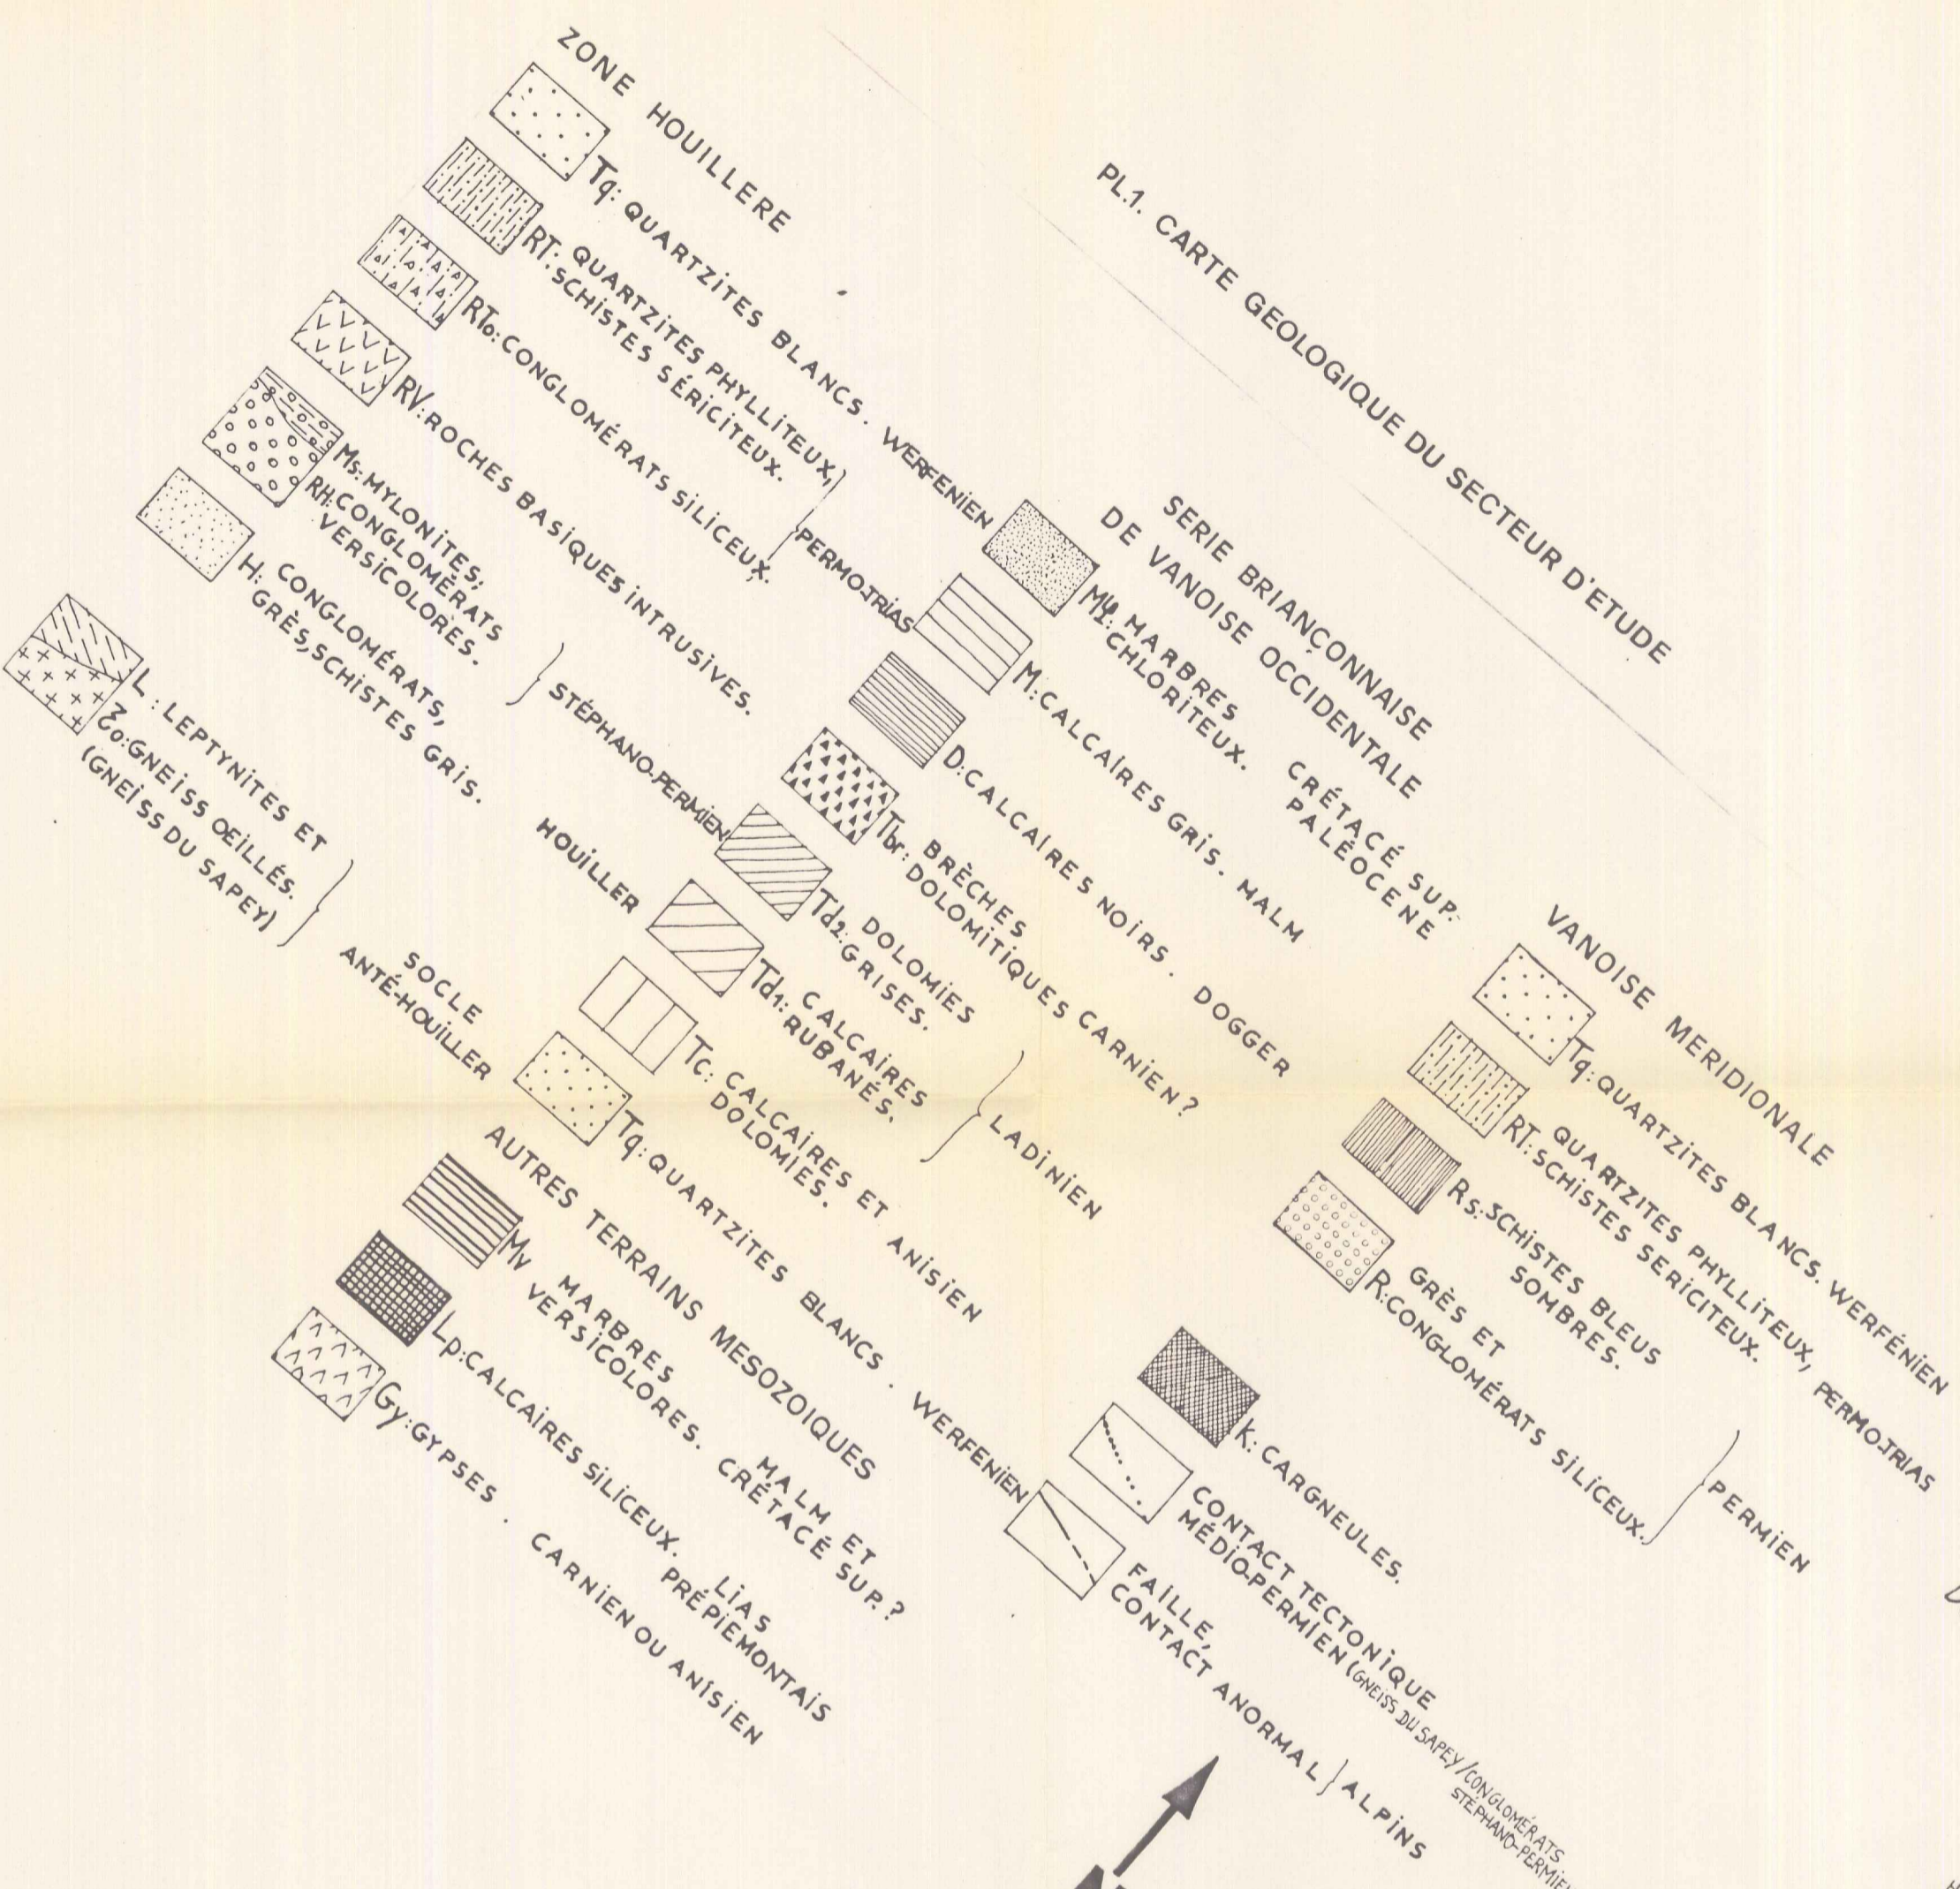 PL.1. CARTE GEOLOGIQUE DU SECTEUR D'ETUDE
ZONE HOUILLERE
Tq: QUARTZITES BLANCS. WERFENIEN
RT: QUARTZITES PHYLLITEUX,
SCHISTES SÉRICITEUX.
RTo: CONGLOMÉRATS SILICEUX.
PERMO-TRIAS
RV: ROCHES BASIQUES INTRUSIVES.
Ms: MYLONITES;
RH: CONGLOMÉRATS
VERSICOLORES.
STÉPHANO-PERMIEN
H: CONGLOMÉRATS,
GRÈS, SCHISTES GRIS.
HOUILLER
L: LEPTYNITES ET
ζo: GNEISS OEILLÉS.
(GNEISS DU SAPEY)
SOCLE
ANTÉ-HOUILLER
SERIE BRIANÇONNAISE
DE VANOISE OCCIDENTALE
MARBRES
CHLORITEUX.
CRÉTACÉ SUP.-
PALÉOCENE
M: CALCAIRES GRIS. MALM
D: CALCAIRES NOIRS. DOGGER
Tbr: BRÈCHES
DOLOMITIQUES CARNIEN?
Td2: DOLOMIES
GRISES.
Td1: CALCAIRES
RUBANÉS.
LADINIEN
Tc: CALCAIRES ET
DOLOMIES.
ANISIEN
Tq: QUARTZITES BLANCS. WERFENIEN
AUTRES TERRAINS MESOZOIQUES
Mv MARBRES
VERSICOLORES.
MALM ET
CRÉTACÉ SUP.?
Lp: CALCAIRES SILICEUX.
LIAS
PRÉPIEMONTAIS
Gy: GYPSES. CARNIEN OU ANISIEN
VANOISE MERIDIONALE
Tq: QUARTZITES BLANCS. WERFÉNIEN
RT: QUARTZITES PHYLLITEUX,
SCHISTES SERICITEUX.
PERMO-TRIAS
Rs: SCHISTES BLEUS
SOMBRES.
R: GRÈS ET
CONGLOMÉRATS SILICEUX.
PERMIEN
K: CARGNEULES.
CONTACT TECTONIQUE
MÉDIO-PERMIEN (GNEISS DU SAPEY/CONGLOMÉRATS
STÉPHANO-PERMIEN
FAILLE,
CONTACT ANORMAL } ALPINS